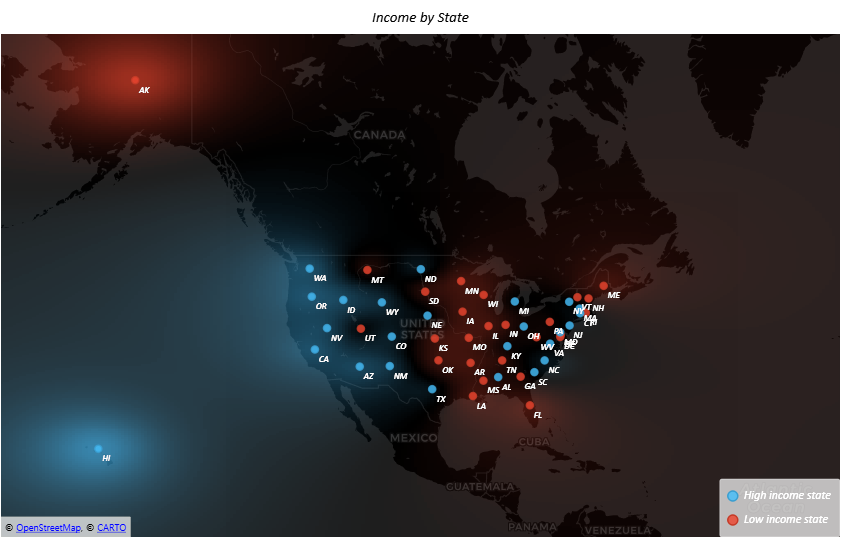 Income by State
AK
CANADA
WA
MT
ND
OR
ID
WY
SD
MN
WI
MI
ME
NY
VT
NH
MA
CT
RI
NV
UT
UNITED
STATES
NE
IA
IL
IN
OH
PA
NJ
MD
DE
CA
CO
KS
MO
KY
WV
VA
AZ
NM
OK
AR
TN
NC
TX
MS
AL
GA
SC
LA
FL
MEXICO
CUBA
HI
GUATEMALA
PANAMA
VENEZUELA
High income state
Low income state
© OpenStreetMap, © CARTO